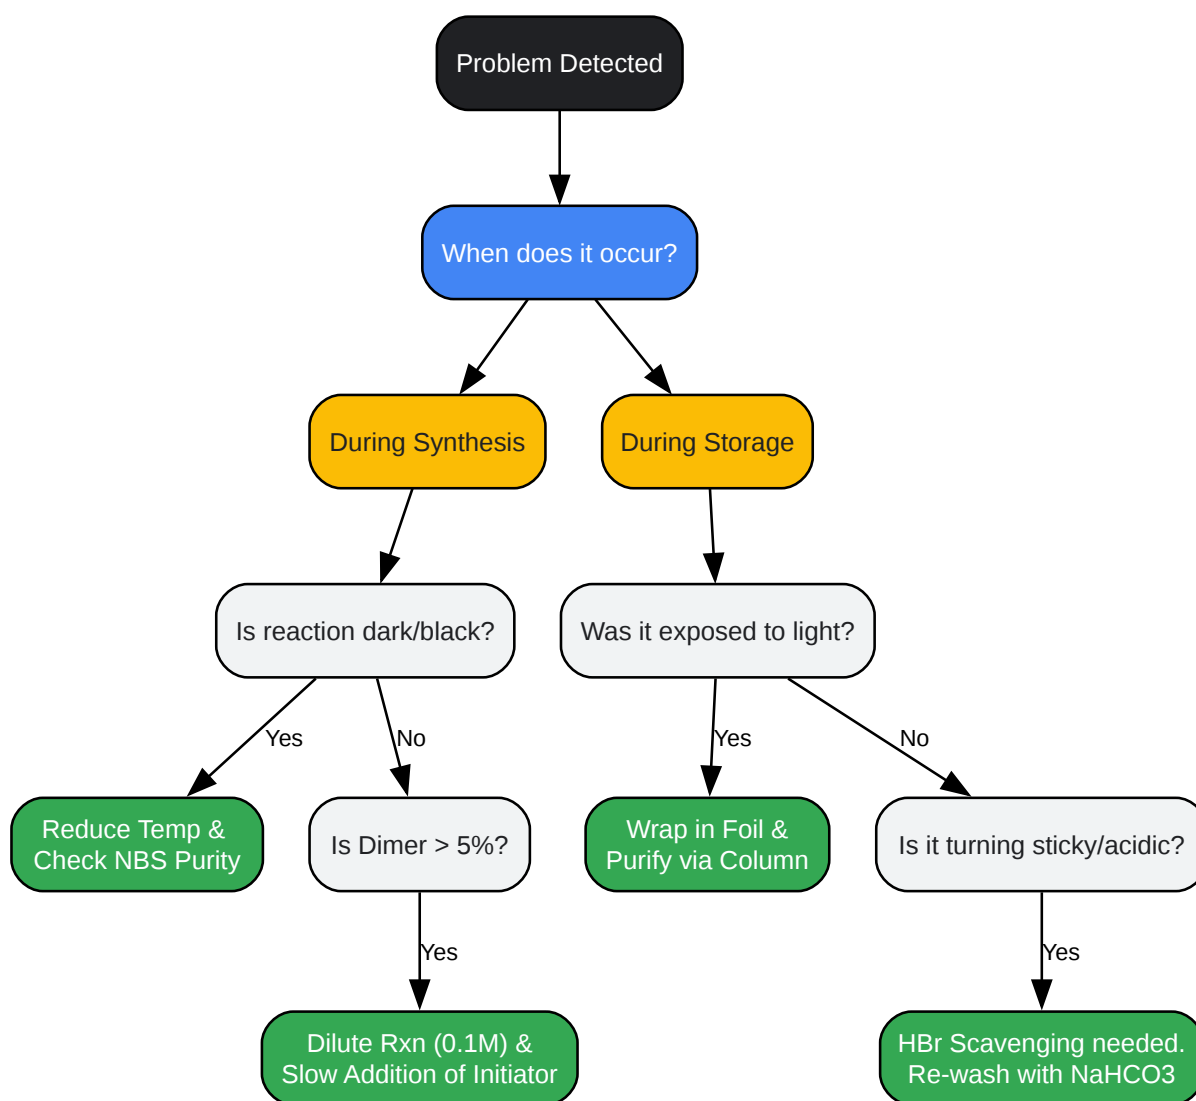 Problem Detected
When does it occur?
During Synthesis
During Storage
Is reaction dark/black?
Was it exposed to light?
Yes
No
Yes
No
Reduce Temp &
Check NBS Purity
Is Dimer > 5%?
Wrap in Foil &
Purify via Column
Is it turning sticky/acidic?
Yes
Yes
Dilute Rxn (0.1M) &
Slow Addition of Initiator
HBr Scavenging needed.
Re-wash with NaHCO3